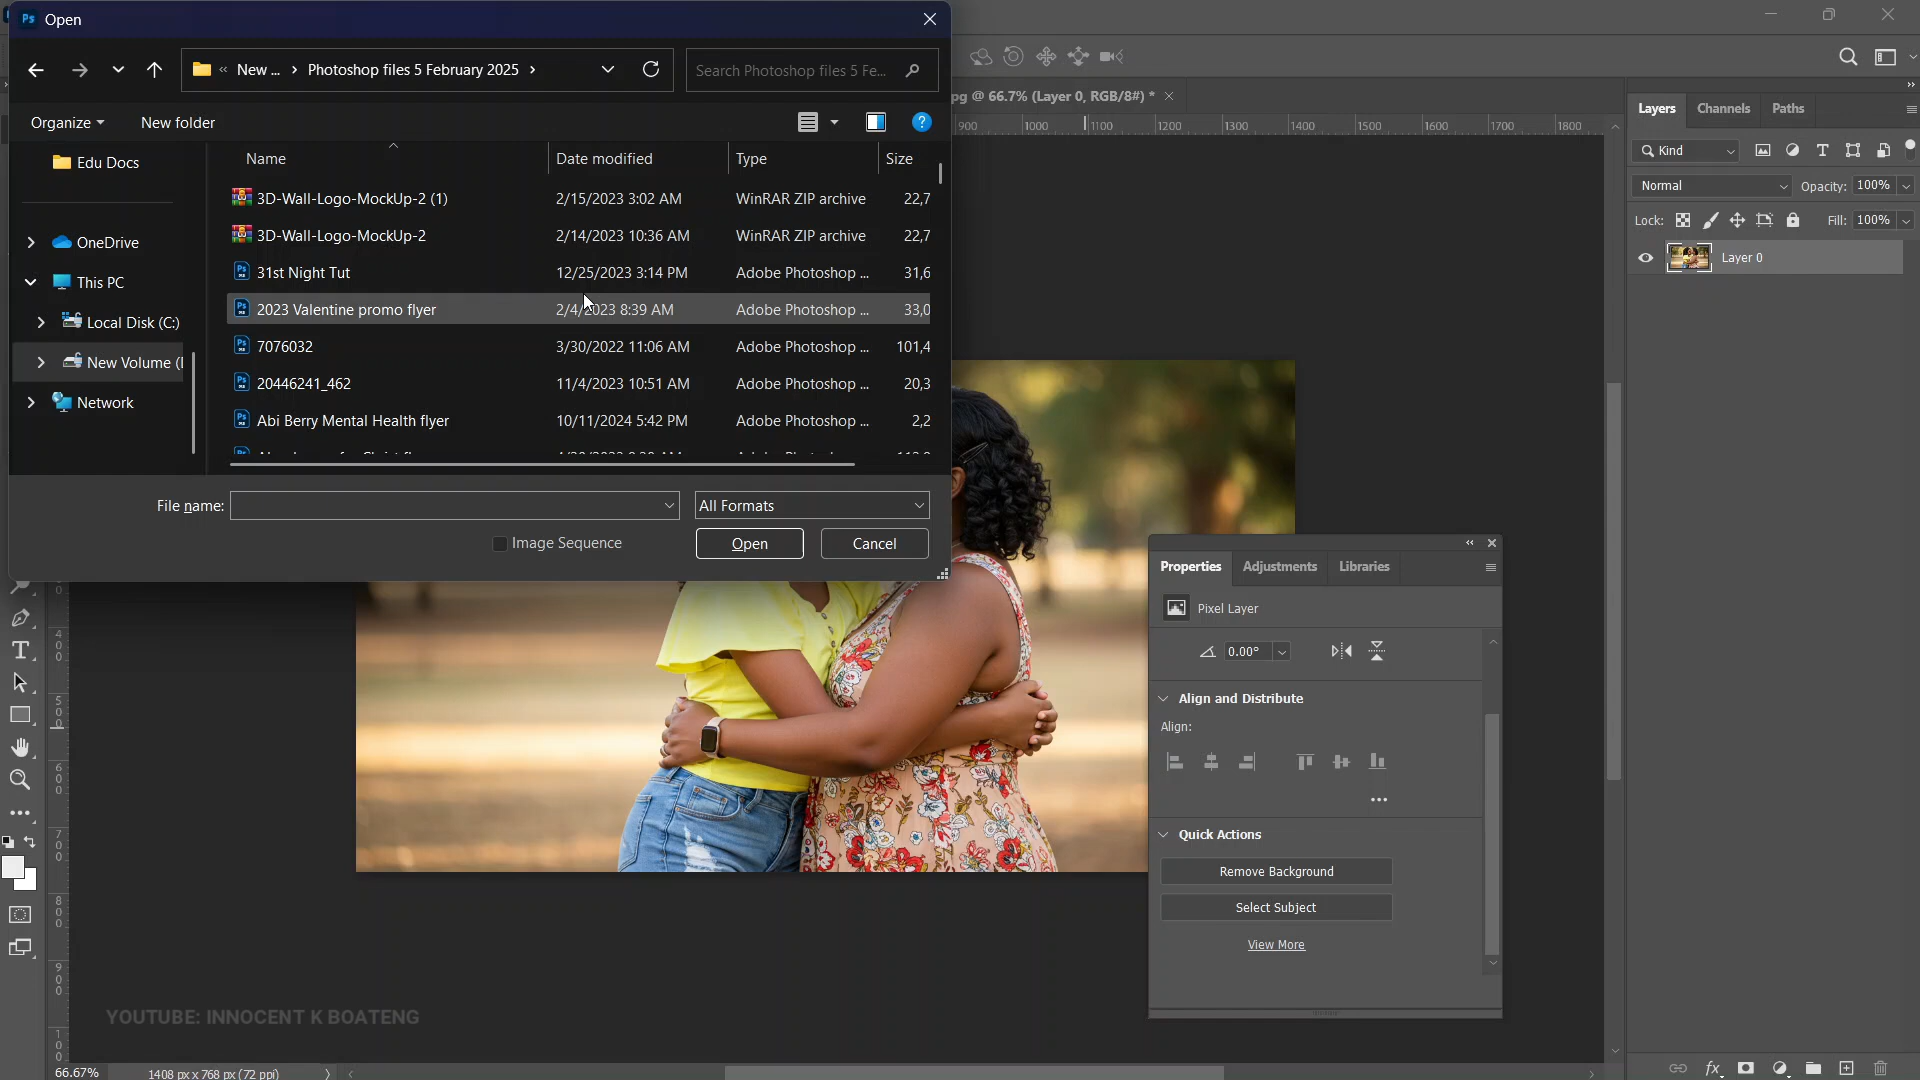 Open
« New ... › Photoshop files 5 February 2025 ›
Search Photoshop files 5 Fe...
Organize
New folder
pg @ 66.7% (Layer 0, RGB/8#) *
900 1000 1100 1200 1300 1400 1500 1600 1700 1800
Edu Docs
OneDrive
This PC
Local Disk (C:)
New Volume (
Network
Name Date modified Type Size
3D-Wall-Logo-MockUp-2 (1) 2/15/2023 3:02 AM WinRAR ZIP archive 22,7
3D-Wall-Logo-MockUp-2 2/14/2023 10:36 AM WinRAR ZIP archive 22,7
31st Night Tut 12/25/2023 3:14 PM Adobe Photoshop ... 31,6
2023 Valentine promo flyer 2/4/2023 8:39 AM Adobe Photoshop ... 33,0
7076032 3/30/2022 11:06 AM Adobe Photoshop ... 101,4
20446241_462 11/4/2023 10:51 AM Adobe Photoshop ... 20,3
Abi Berry Mental Health flyer 10/11/2024 5:42 PM Adobe Photoshop ... 2,2
File name:
All Formats
Image Sequence
Open
Cancel
Layers Channels Paths
Kind
Normal
Opacity: 100%
Lock:
Fill: 100%
Layer 0
Properties Adjustments Libraries
Pixel Layer
0.00°
Align and Distribute
Align:
Quick Actions
Remove Background
Select Subject
View More
0
400
500
600
700
800
900
100
YOUTUBE: INNOCENT K BOATENG
66.67%
1408 px x 768 px (72 ppi)